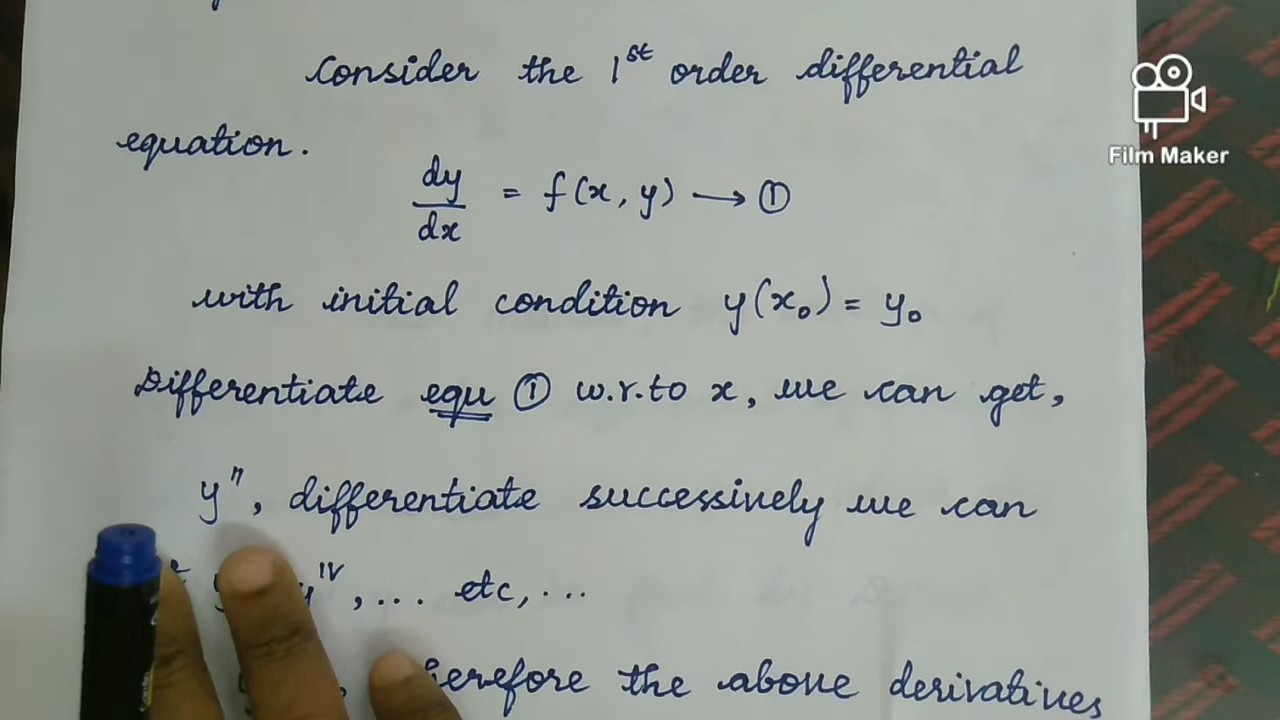 Consider the 1st order differential
Film Maker
equation.
dy/dx = f(x, y) → ①
with initial condition y(x₀) = y₀
Differentiate equ ① w.r.to x, we can get,
y", differentiate successively we can
IV, ... etc, ...
the above derivatives